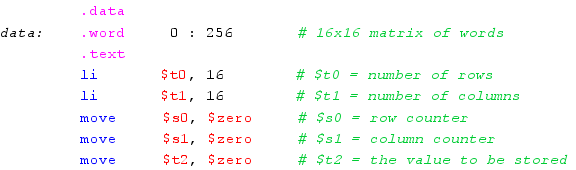 .data
data: .word 0 : 256 # 16x16 matrix of words
.text
li $t0, 16 # $t0 = number of rows
li $t1, 16 # $t1 = number of columns
move $s0, $zero # $s0 = row counter
move $s1, $zero # $s1 = column counter
move $t2, $zero # $t2 = the value to be stored